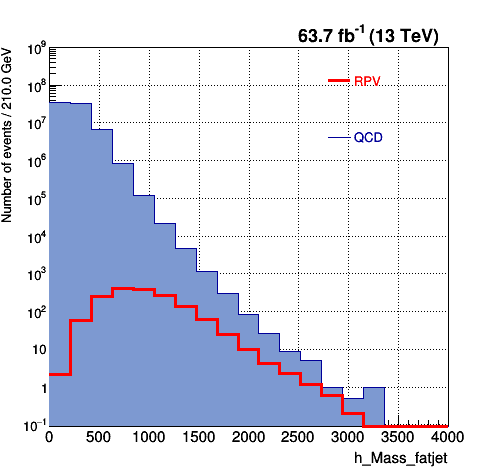 63.7 fb⁻¹ (13 TeV)
Number of events / 210.0 GeV
10⁹
10⁸
10⁷
10⁶
10⁵
10⁴
10³
10²
10
1
10⁻¹
RPV
QCD
0 500 1000 1500 2000 2500 3000 3500 4000
h_Mass_fatjet